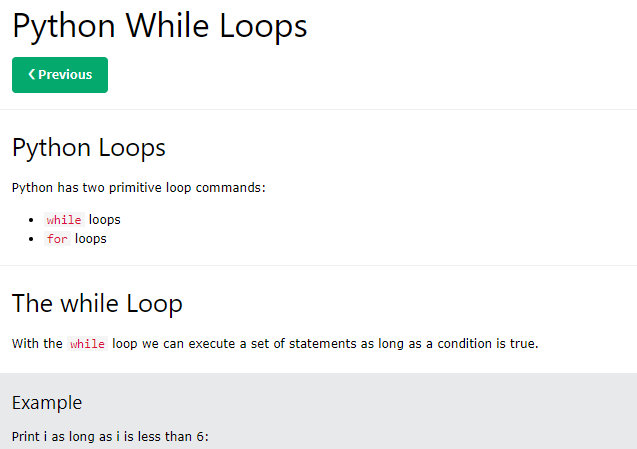 Python While Loops
❮ Previous
Python Loops
Python has two primitive loop commands:
• while loops
• for loops
The while Loop
With the while loop we can execute a set of statements as long as a condition is true.
Example
Print i as long as i is less than 6: